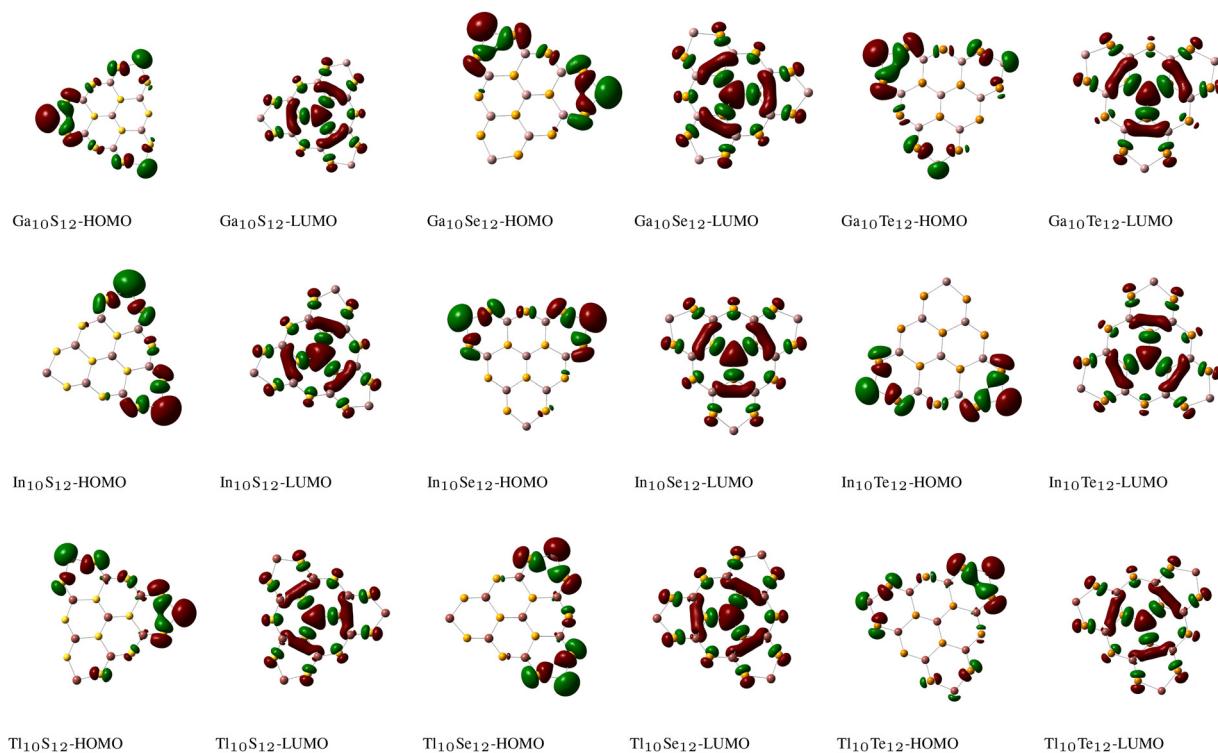 Ga₁₀S₁₂-HOMO Ga₁₀S₁₂-LUMO Ga₁₀Se₁₂-HOMO Ga₁₀Se₁₂-LUMO Ga₁₀Te₁₂-HOMO Ga₁₀Te₁₂-LUMO
In₁₀S₁₂-HOMO In₁₀S₁₂-LUMO In₁₀Se₁₂-HOMO In₁₀Se₁₂-LUMO In₁₀Te₁₂-HOMO In₁₀Te₁₂-LUMO
Tl₁₀S₁₂-HOMO Tl₁₀S₁₂-LUMO Tl₁₀Se₁₂-HOMO Tl₁₀Se₁₂-LUMO Tl₁₀Te₁₂-HOMO Tl₁₀Te₁₂-LUMO